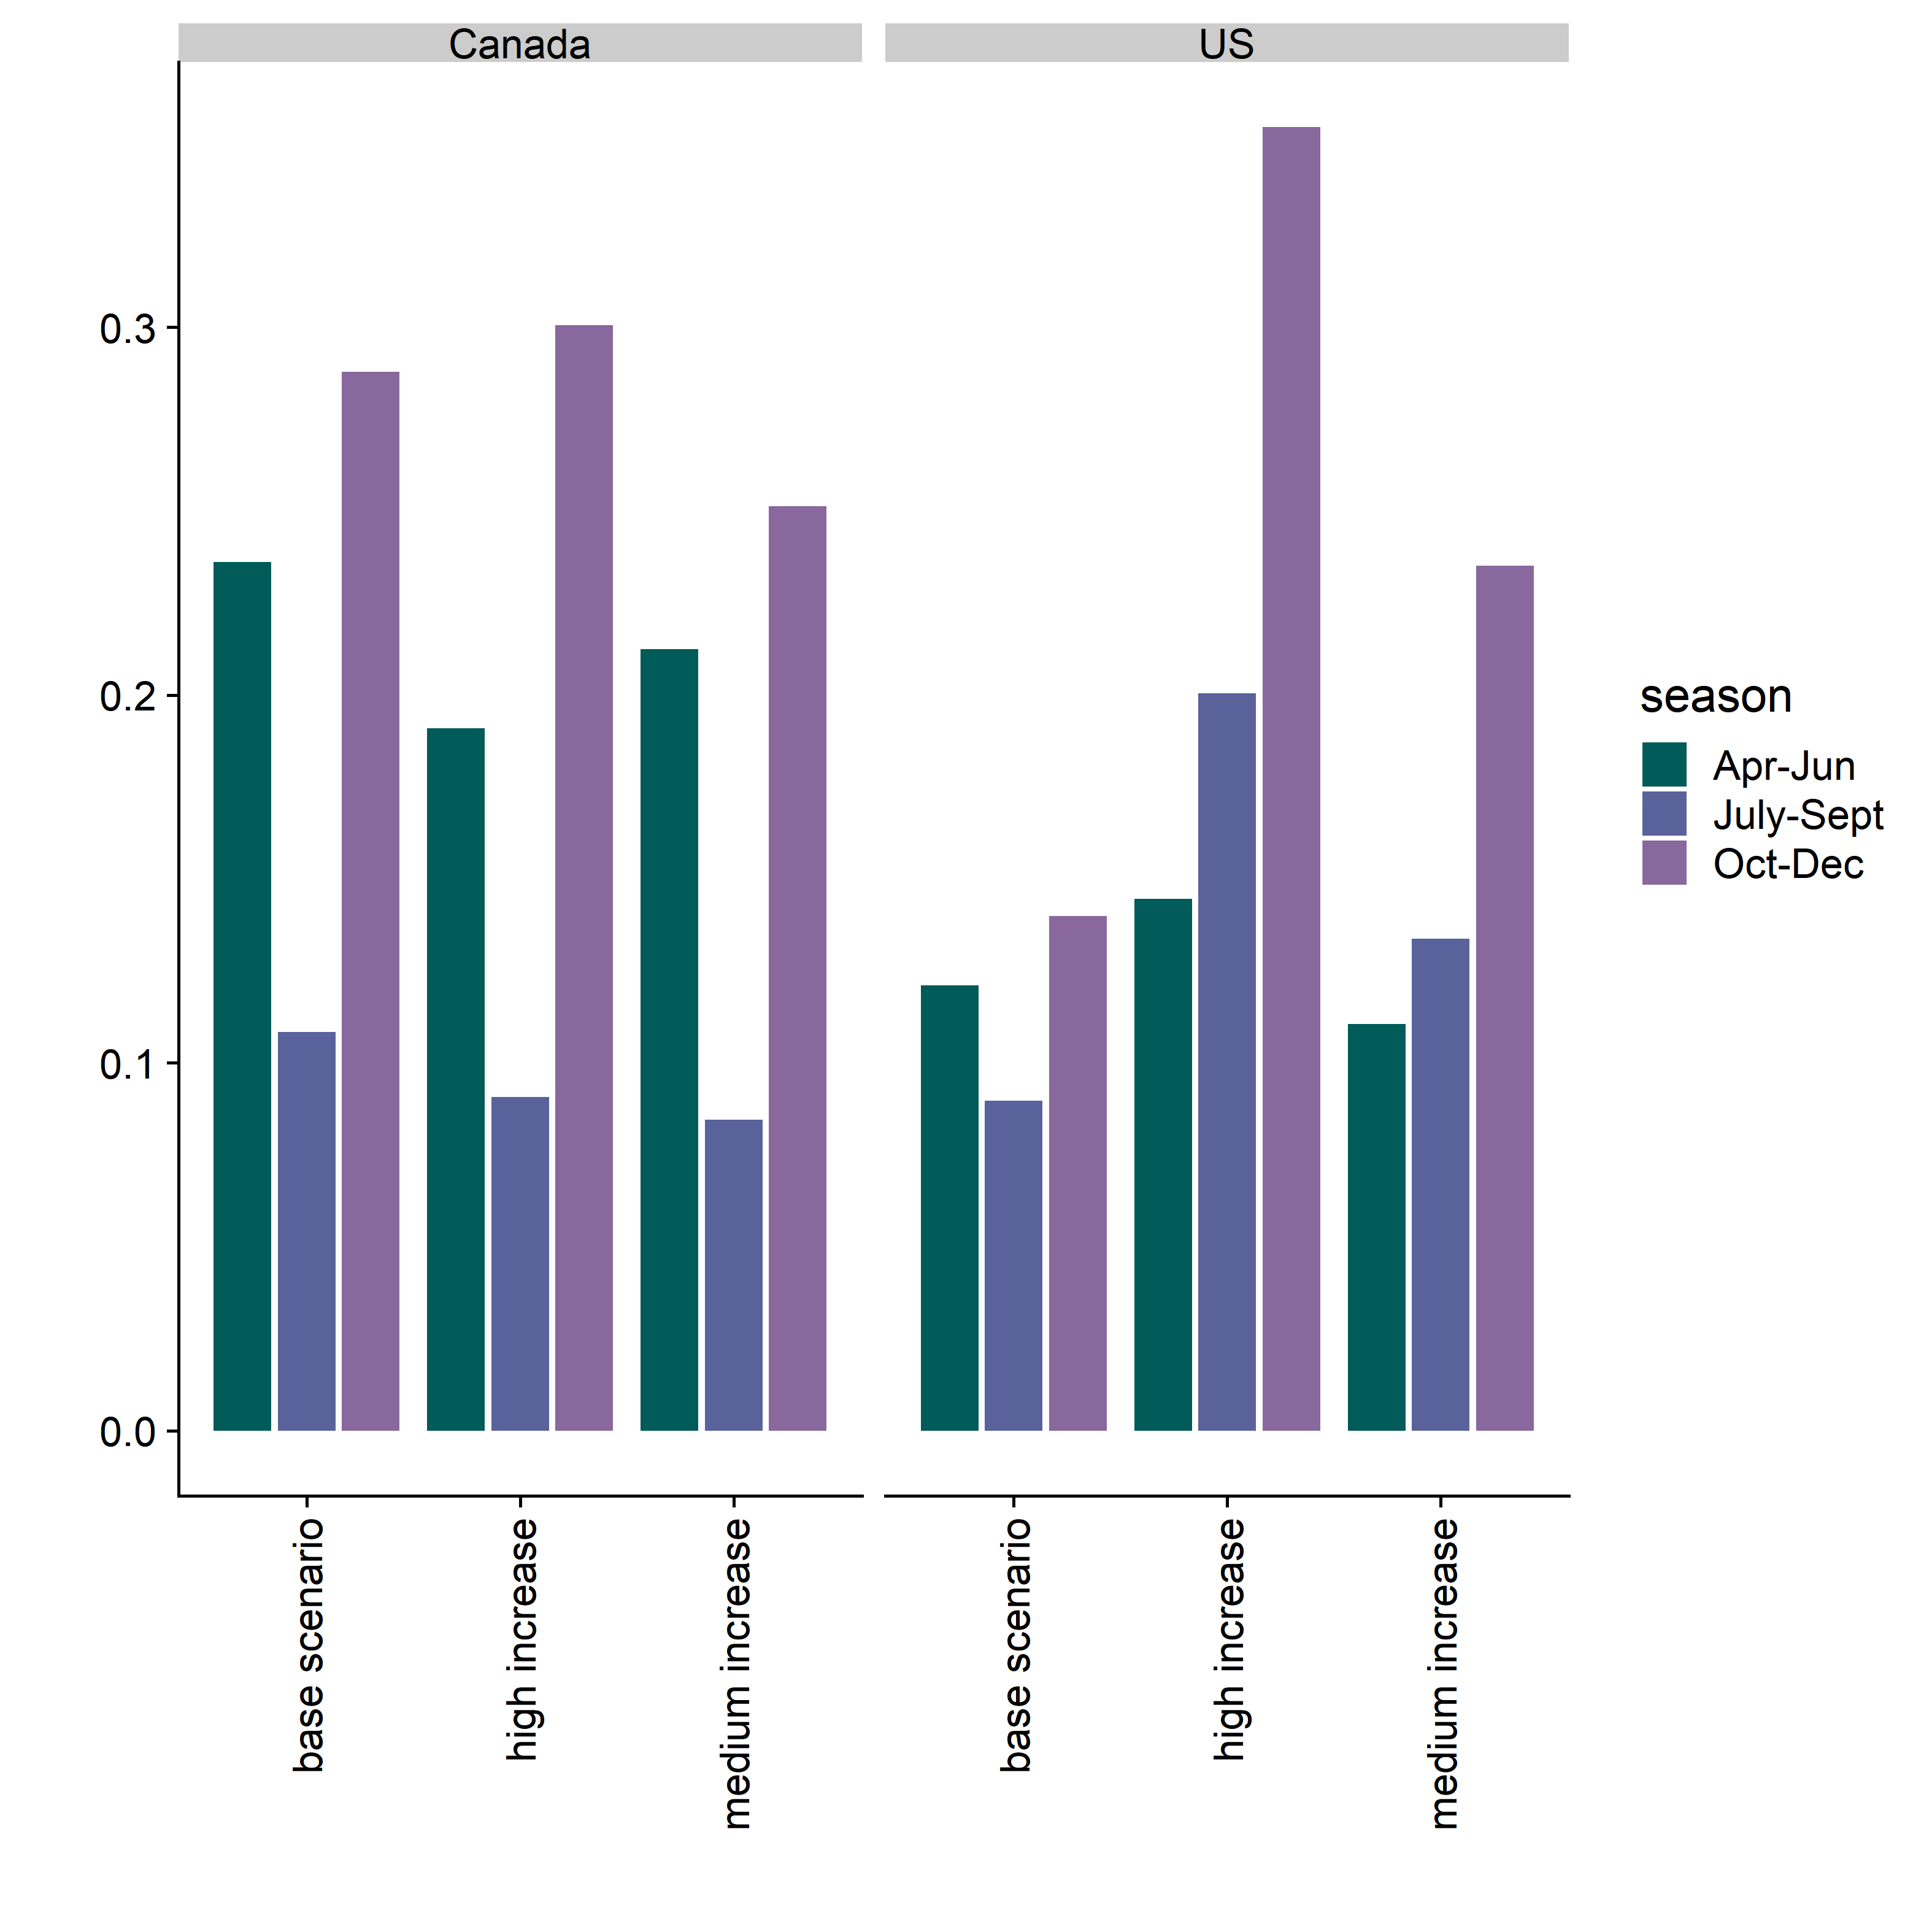 Canada
US
0.3
0.2
0.1
0.0
base scenario
high increase
medium increase
base scenario
high increase
medium increase
season
Apr-Jun
July-Sept
Oct-Dec